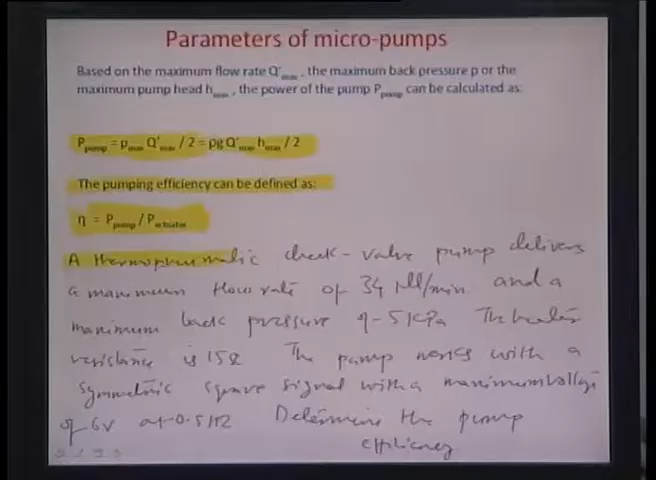 Parameters of micro-pumps
Based on the maximum flow rate Q'max, the maximum back pressure p or the
maximum pump head hmax, the power of the pump Ppump can be calculated as:
Ppump = pmax Q'max / 2 = ρg Q'max hmax / 2
The pumping efficiency can be defined as:
η = Ppump / Pactuator
A thermopneumatic check-valve pump delivers
a maximum flow rate of 34 μl/min and a
maximum back pressure of 5 kPa The heater
resistance is 15Ω The pump works with a
symmetric square signal with a maximum voltage
of 6V at 0.5 Hz Determine the pump
efficiency